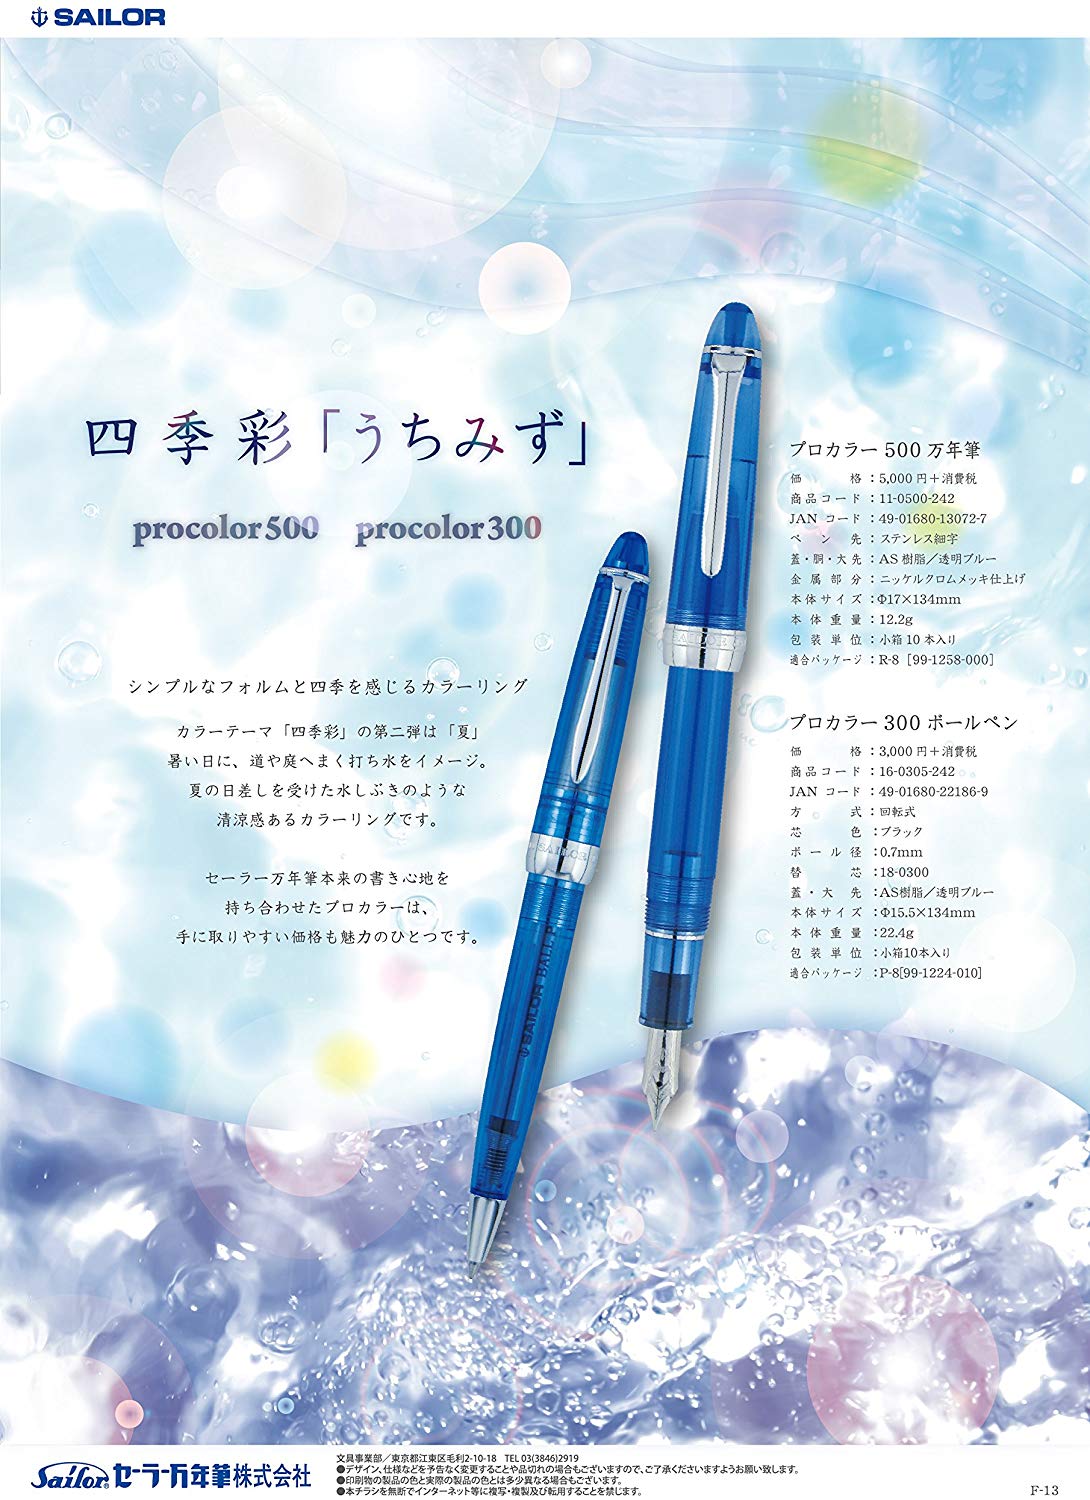 SAILOR
四季彩「うちみず」
procolor500 procolor300
シンプルなフォルムと四季を感じるカラーリング
カラーテーマ「四季彩」の第二弾は「夏」
暑い日に、道や庭へまく打ち水をイメージ。
夏の日差しを受けた水しぶきのような
清涼感あるカラーリングです。
セーラー万年筆本来の書き心地を
持ち合わせたプロカラーは、
手に取りやすい価格も魅力のひとつです。
プロカラー500 万年筆
価格：5,000円＋消費税
商品コード：11-0500-242
JANコード：49-01680-13072-7
ペン先：ステンレス細字
蓋・胴・大先：AS樹脂／透明ブルー
金属部分：ニッケルクロムメッキ仕上げ
本体サイズ：Φ17×134mm
本体重量：12.2g
包装単位：小箱10本入り
適合パッケージ：R-8［99-1258-000］
プロカラー300 ボールペン
価格：3,000円＋消費税
商品コード：16-0305-242
JANコード：49-01680-22186-9
方式：回転式
芯色：ブラック
ボール径：0.7mm
替芯：18-0300
蓋・大先：AS樹脂／透明ブルー
本体サイズ：Φ15.5×134mm
本体重量：22.4g
包装単位：小箱10本入り
適合パッケージ：P-8[99-1224-010]
SAILOR
SAILOR
SAILOR BALL P
Sailor セーラー万年筆株式会社
文具事業部／東京都江東区毛利2-10-18 TEL 03(3846)2919
●デザイン、仕様などを予告なく変更することや品切れの場合もございますので、ご了承くださいますようお願い致します。
●印刷物の製品の色と実際の製品の色とは多少異なる場合もございます。
●本チラシを無断でインターネット等に複写・複製及び転用することを禁じます。
F-13